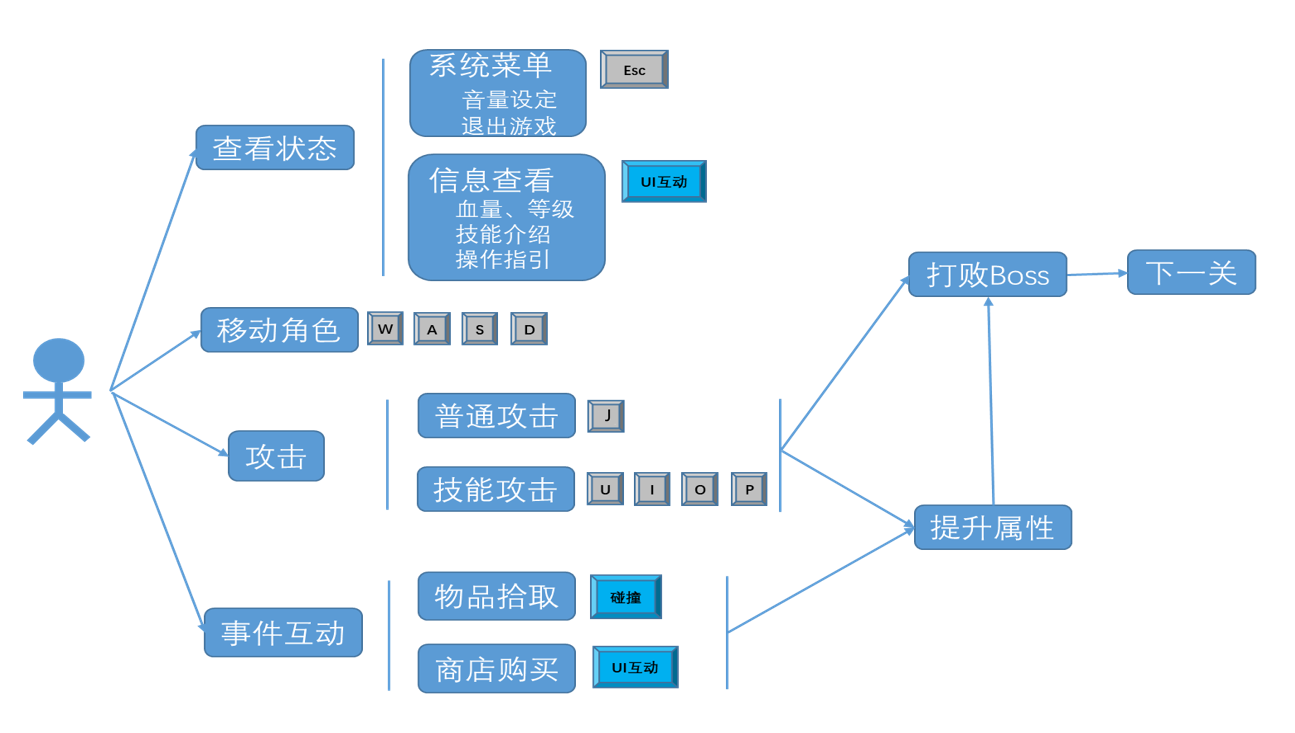 系统菜单
Esc
音量设定
退出游戏
查看状态
信息查看
UI互动
血量、等级
技能介绍
操作指引
打败Boss
下一关
移动角色
W
A
S
D
普通攻击
J
攻击
技能攻击
U
I
O
P
提升属性
物品拾取
碰撞
事件互动
商店购买
UI互动